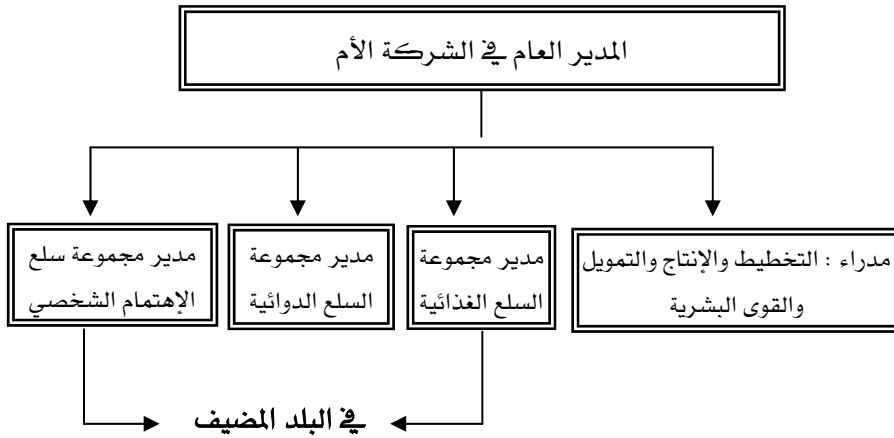 المدير العام في الشركة الأم
مدراء : التخطيط والإنتاج والتمويل
والقوى البشرية
مدير مجموعة
السلع الغذائية
مدير مجموعة
السلع الدوائية
مدير مجموعة سلع
الإهتمام الشخصي
في البلد المضيف